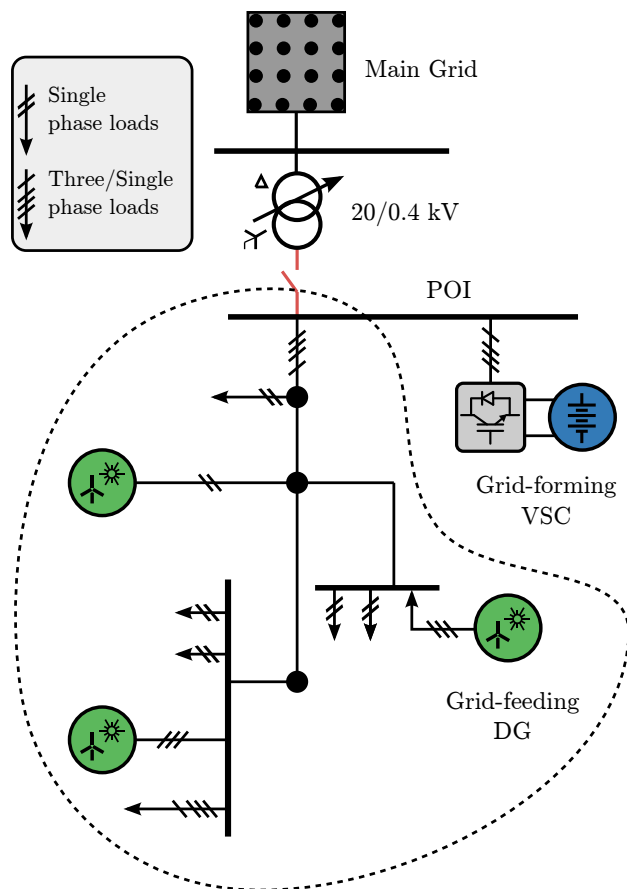 Main Grid
Single
phase loads
Three/Single
phase loads
Δ
20/0.4 kV
POI
Grid-forming
VSC
Grid-feeding
DG